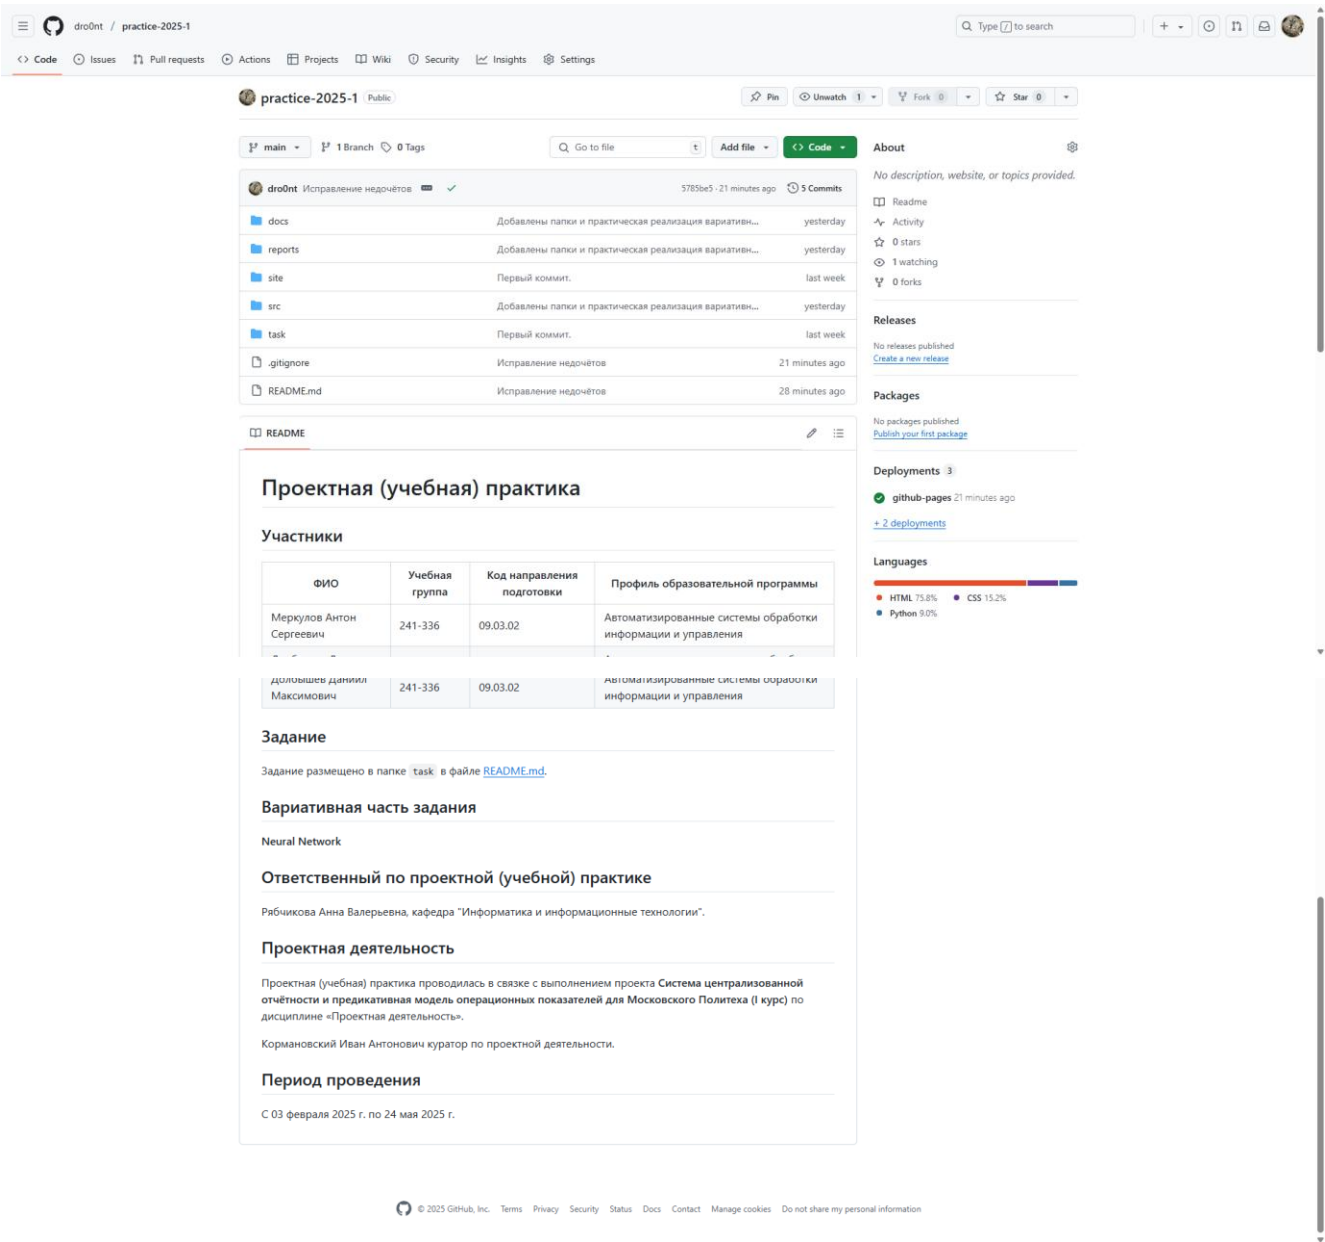 dro0nt / practice-2025-1
Type / to search
Code Issues Pull requests Actions Projects Wiki Security Insights Settings
practice-2025-1 Public
Pin Unwatch 1 Fork 0 Star 0
main 1 Branch 0 Tags Go to file t Add file Code
dro0nt Исправление недочётов 5785be5 · 21 minutes ago 5 Commits
docs Добавлены папки и практическая реализация вариативн... yesterday
reports Добавлены папки и практическая реализация вариативн... yesterday
site Первый коммит. last week
src Добавлены папки и практическая реализация вариативн... yesterday
task Первый коммит. last week
.gitignore Исправление недочётов 21 minutes ago
README.md Исправление недочётов 28 minutes ago
About
No description, website, or topics provided.
Readme
Activity
0 stars
1 watching
0 forks
Releases
No releases published
Create a new release
Packages
No packages published
Publish your first package
Deployments 3
github-pages 21 minutes ago
+ 2 deployments
Languages
HTML 75.8% CSS 15.2%
Python 9.0%
README
Проектная (учебная) практика
Участники
ФИО Учебная группа Код направления подготовки Профиль образовательной программы
Меркулов Антон Сергеевич 241-336 09.03.02 Автоматизированные системы обработки информации и управления
Долбышев Даниил Максимович 241-336 09.03.02 Автоматизированные системы обработки информации и управления
Задание
Задание размещено в папке task в файле README.md.
Вариативная часть задания
Neural Network
Ответственный по проектной (учебной) практике
Рябчикова Анна Валерьевна, кафедра "Информатика и информационные технологии".
Проектная деятельность
Проектная (учебная) практика проводилась в связке с выполнением проекта Система централизованной
отчётности и предикативная модель операционных показателей для Московского Политеха (I курс) по
дисциплине «Проектная деятельность».
Кормановский Иван Антонович куратор по проектной деятельности.
Период проведения
С 03 февраля 2025 г. по 24 мая 2025 г.
© 2025 GitHub, Inc. Terms Privacy Security Status Docs Contact Manage cookies Do not share my personal information